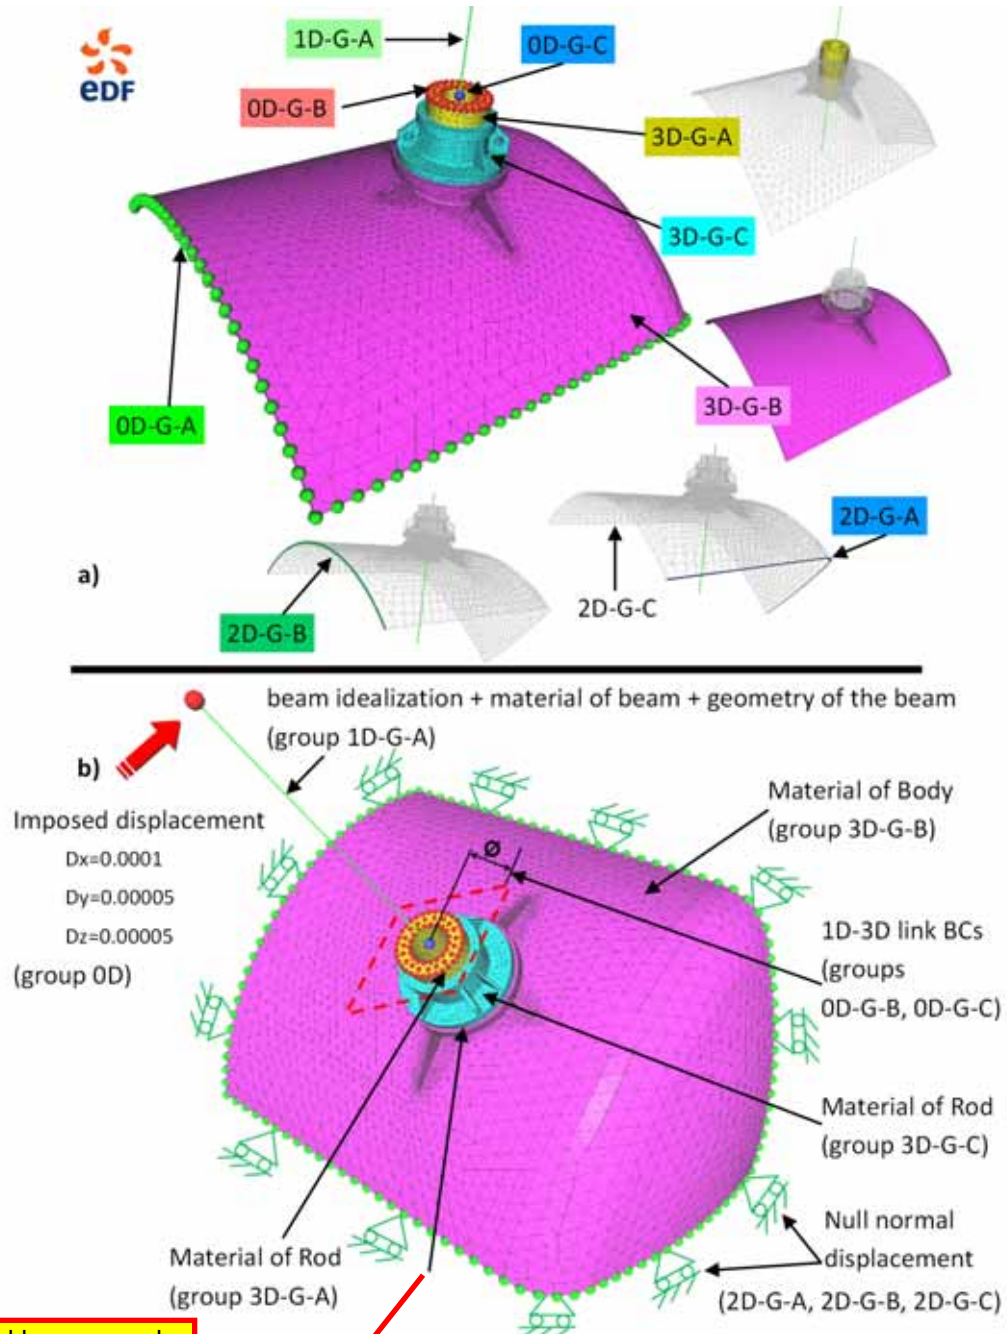 1D-G-A
0D-G-C
eDF
0D-G-B
3D-G-A
3D-G-C
3D-G-B
0D-G-A
2D-G-A
a)
2D-G-C
2D-G-B
beam idealization + material of beam + geometry of the beam
(group 1D-G-A)
b)
Material of Body
(group 3D-G-B)
Imposed displacement
Dx=0.0001
Dy=0.00005
Dz=0.00005
(group 0D)
Ø
1D-3D link BCs
(groups
0D-G-B, 0D-G-C)
Material of Rod
(group 3D-G-C)
Null normal
displacement
(2D-G-A, 2D-G-B, 2D-G-C)
Material of Rod
(group 3D-G-A)